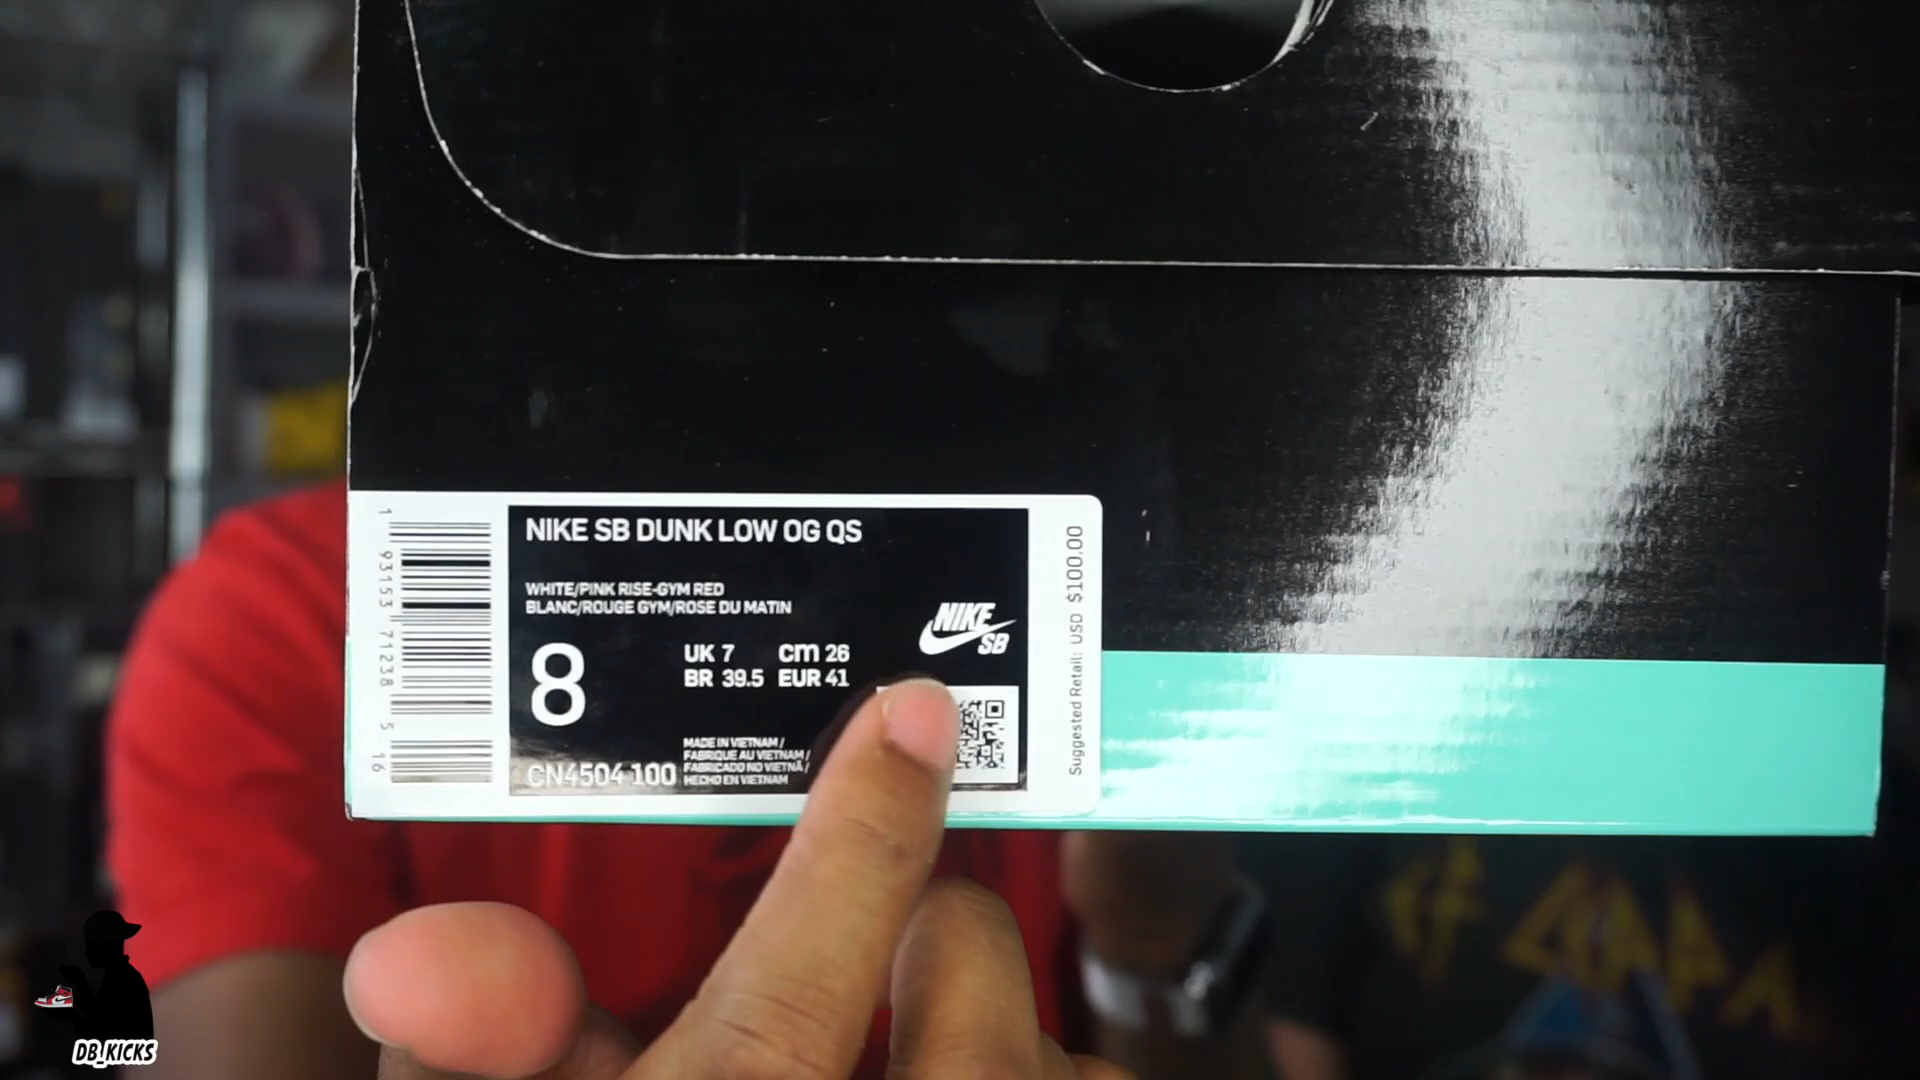 NIKE SB DUNK LOW OG QS
WHITE/PINK RISE-GYM RED
BLANC/ROUGE GYM/ROSE DU MATIN
NIKE
SB
8
UK 7 CM 26
BR 39.5 EUR 41
MADE IN VIETNAM /
FABRIQUE AU VIETNAM /
FABRICADO NO VIETNÃ /
HECHO EN VIETNAM
CN4504 100
1 93153 71238 5 16
Suggested Retail: USD $100.00
DB_KICKS